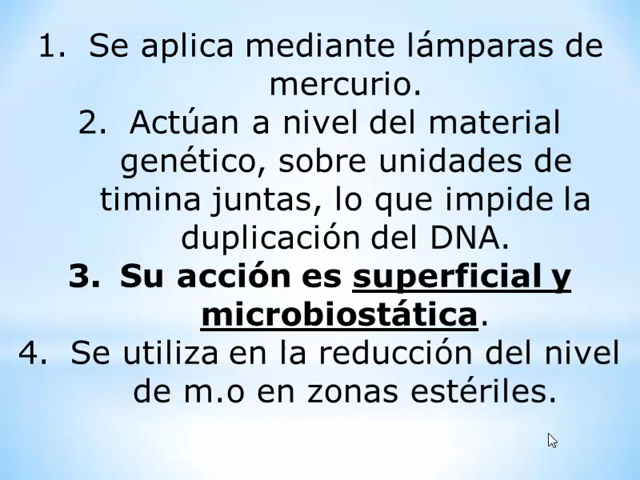 1. Se aplica mediante lámparas de
mercurio.
2. Actúan a nivel del material
genético, sobre unidades de
timina juntas, lo que impide la
duplicación del DNA.
3. Su acción es superficial y
microbiostática.
4. Se utiliza en la reducción del nivel
de m.o en zonas estériles.